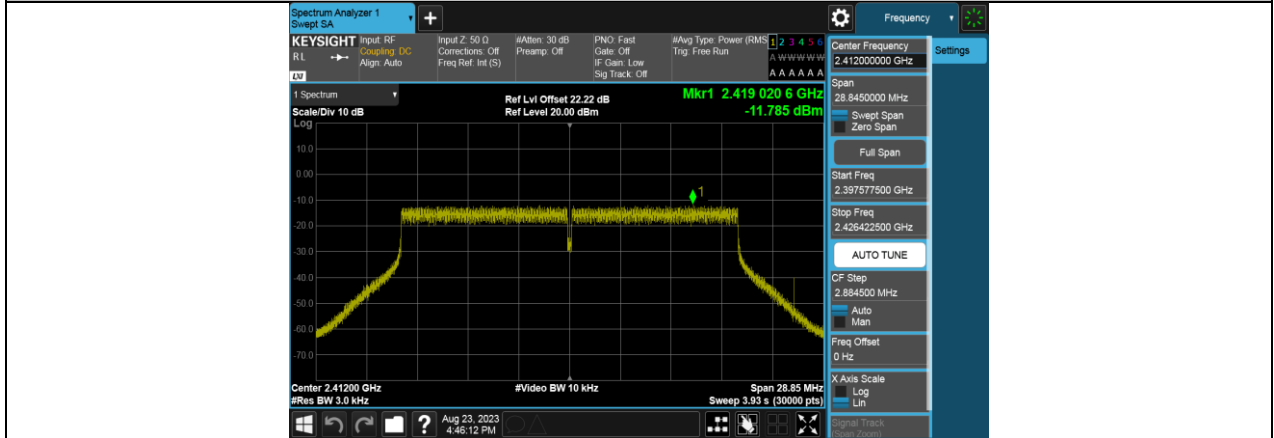 Spectrum Analyzer 1
Swept SA
+
Frequency
KEYSIGHT
RL
LXI
Input: RF
Coupling: DC
Align: Auto
Input Z: 50 Ω
Corrections: Off
Freq Ref: Int (S)
#Atten: 30 dB
Preamp: Off
PNO: Fast
Gate: Off
IF Gain: Low
Sig Track: Off
#Avg Type: Power (RMS
Trig: Free Run
1 2 3 4 5 6
A W W W W W
A A A A A A
1 Spectrum
Scale/Div 10 dB
Log
Ref Lvl Offset 22.22 dB
Ref Level 20.00 dBm
Mkr1 2.419 020 6 GHz
-11.785 dBm
10.0
0.00
-10.0
-20.0
-30.0
-40.0
-50.0
-60.0
-70.0
1
Center 2.41200 GHz
#Res BW 3.0 kHz
#Video BW 10 kHz
Span 28.85 MHz
Sweep 3.93 s (30000 pts)
?
Aug 23, 2023
4:46:12 PM
Center Frequency
2.412000000 GHz
Span
28.8450000 MHz
Swept Span
Zero Span
Full Span
Start Freq
2.397577500 GHz
Stop Freq
2.426422500 GHz
AUTO TUNE
CF Step
2.884500 MHz
Auto
Man
Freq Offset
0 Hz
X Axis Scale
Log
Lin
Signal Track
(Span Zoom)
Settings